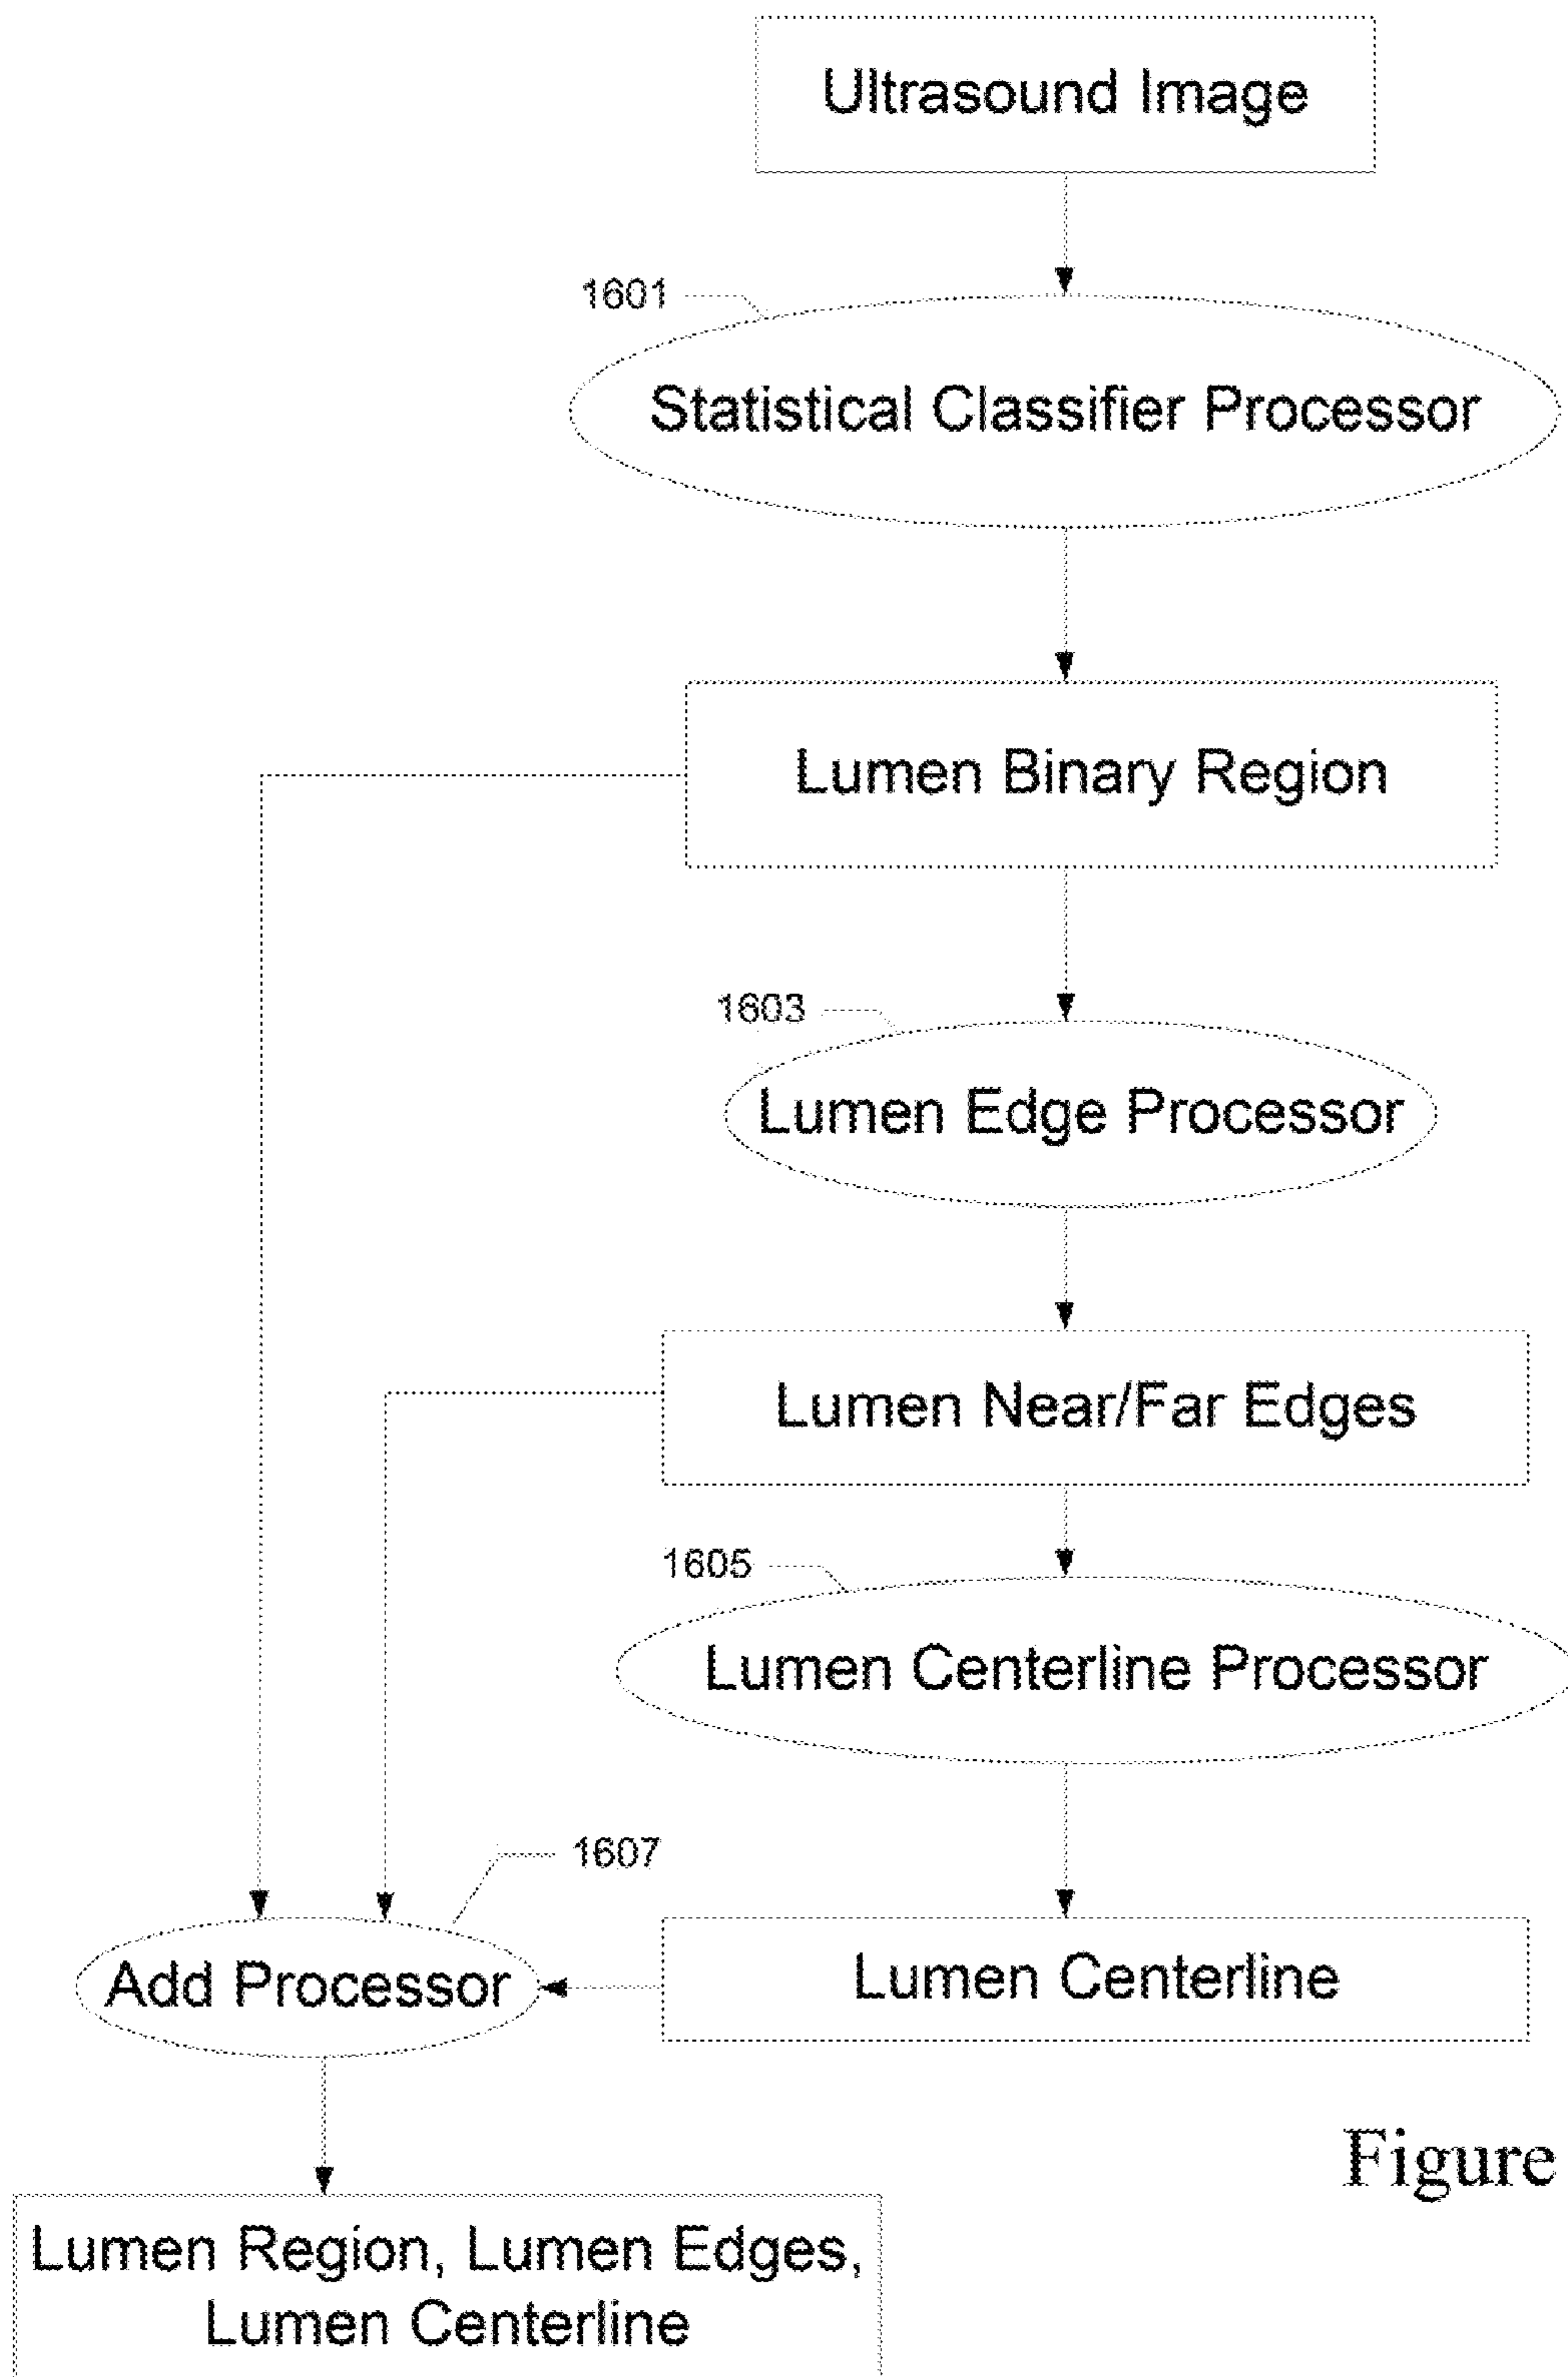 Ultrasound Image
1601
Statistical Classifier Processor
Lumen Binary Region
1603
Lumen Edge Processor
Lumen Near/Far Edges
1605
Lumen Centerline Processor
1607
Add Processor
Lumen Centerline
Figure
Lumen Region, Lumen Edges,
Lumen Centerline